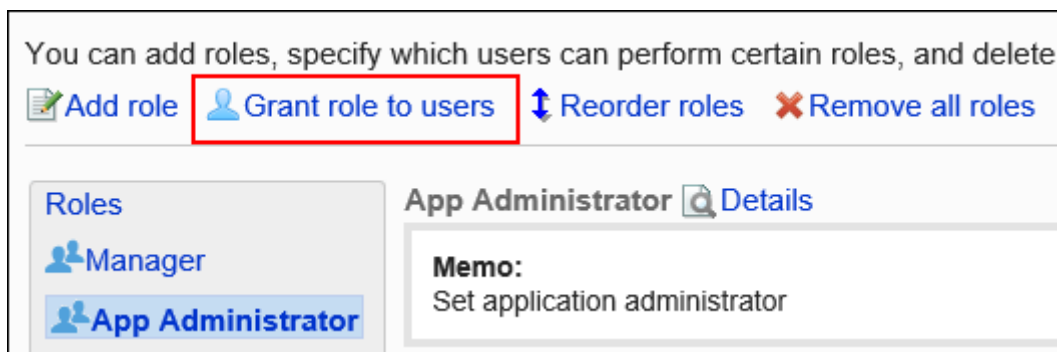 You can add roles, specify which users can perform certain roles, and delete
Add role Grant role to users Reorder roles Remove all roles
Roles
App Administrator Details
Manager
Memo:
Set application administrator
App Administrator